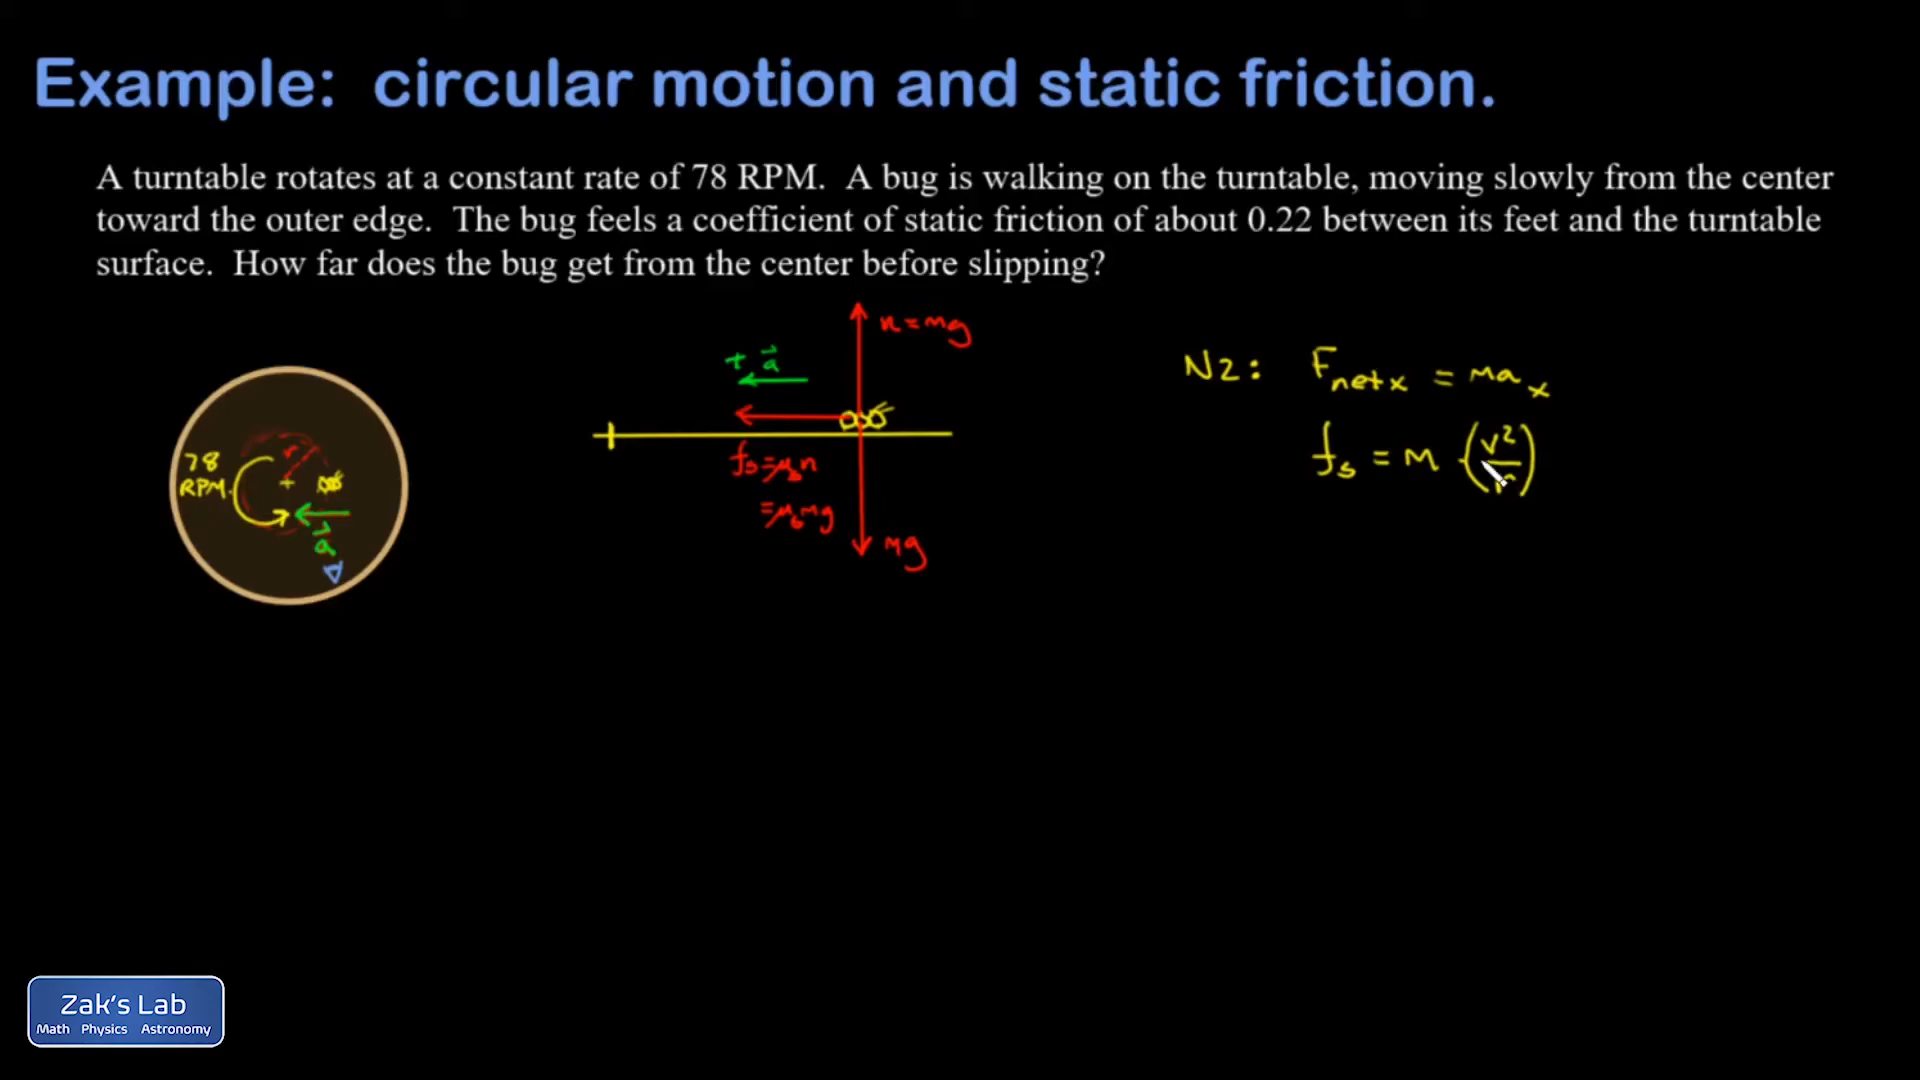 Example: circular motion and static friction.
A turntable rotates at a constant rate of 78 RPM. A bug is walking on the turntable, moving slowly from the center
toward the outer edge. The bug feels a coefficient of static friction of about 0.22 between its feet and the turntable
surface. How far does the bug get from the center before slipping?
n = mg
+ a⃗
fs = μsn
= μsmg
mg
78
RPM
r
+
a⃗
N2: Fnetx = max
fs = m (v²/r)
Zak's Lab
Math Physics Astronomy